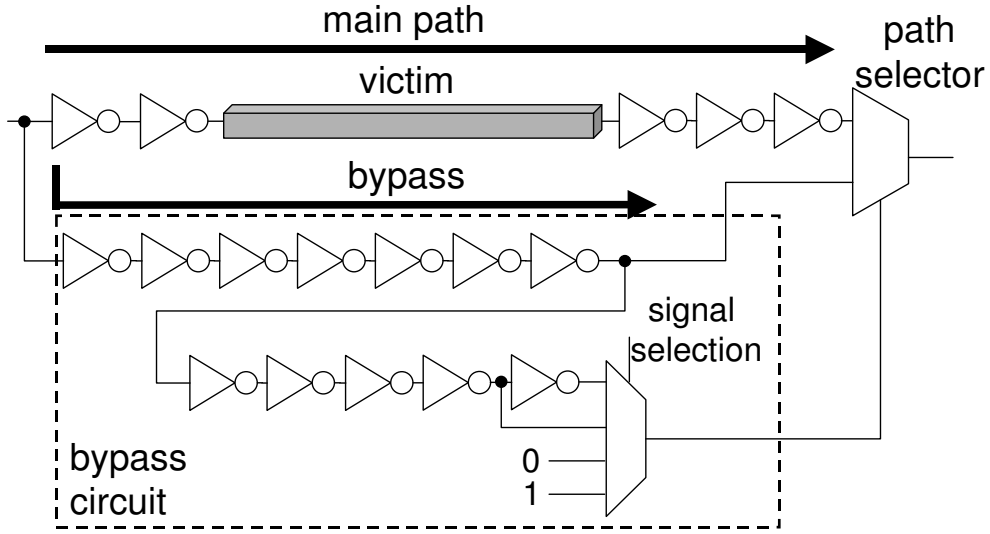 main path
path
selector
victim
bypass
signal
selection
bypass
circuit
0
1